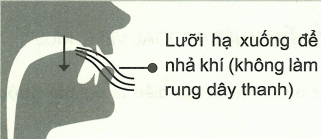 Lưỡi hạ xuống để
nhả khí (không làm
rung dây thanh)